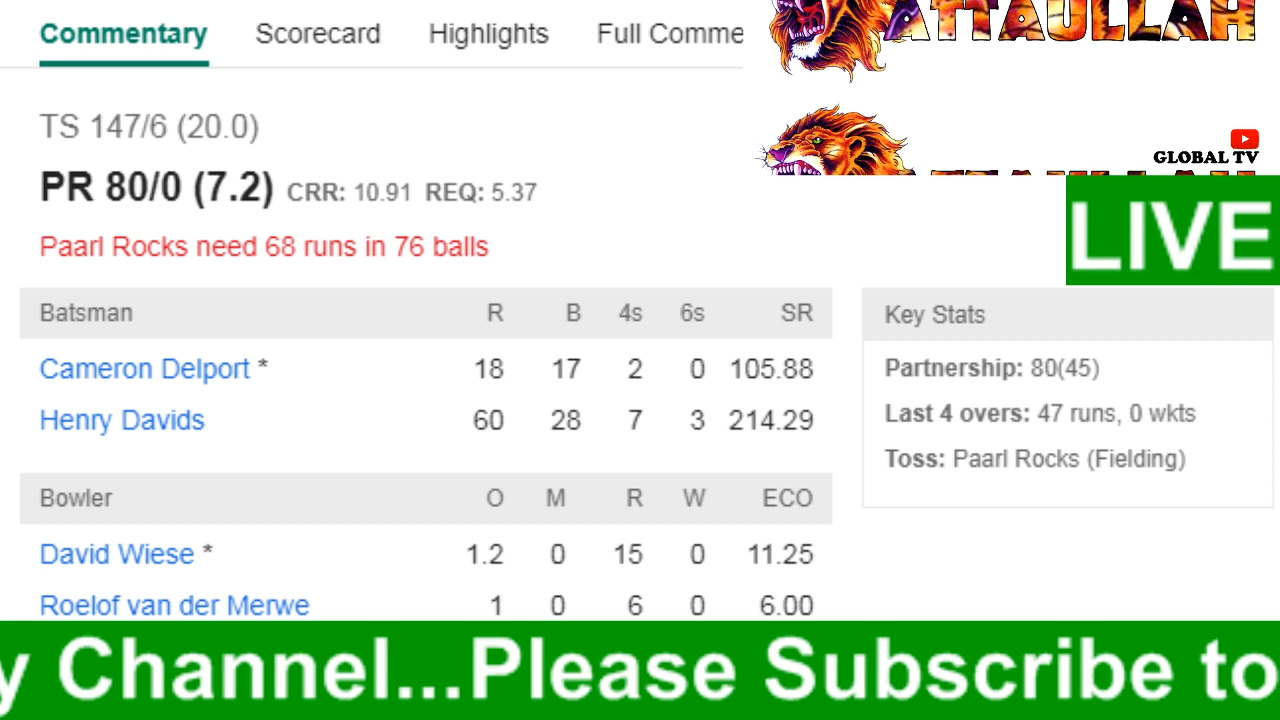 Commentary Scorecard Highlights Full Comme
ATTAULLAH
GLOBAL TV
ATTAULLAH
LIVE
TS 147/6 (20.0)
PR 80/0 (7.2) CRR: 10.91 REQ: 5.37
Paarl Rocks need 68 runs in 76 balls
Batsman R B 4s 6s SR
Cameron Delport * 18 17 2 0 105.88
Henry Davids 60 28 7 3 214.29
Bowler O M R W ECO
David Wiese * 1.2 0 15 0 11.25
Roelof van der Merwe 1 0 6 0 6.00
Key Stats
Partnership: 80(45)
Last 4 overs: 47 runs, 0 wkts
Toss: Paarl Rocks (Fielding)
y Channel...Please Subscribe to